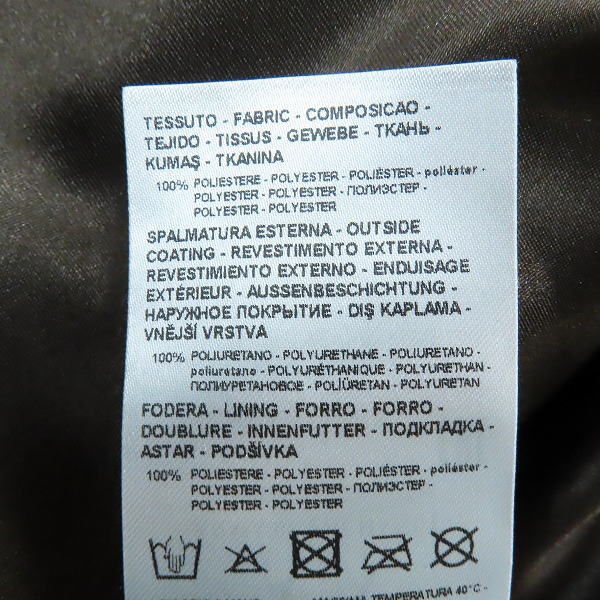 TESSUTO - FABRIC - COMPOSICAO -
TEJIDO - TISSUS - GEWEBE - ТКАНЬ -
KUMAŞ - TKANINA
100% POLIESTERE - POLYESTER - POLIÉSTER - poliéster -
POLYESTER - POLYESTER - ПОЛИЭСТЕР -
POLYESTER - POLYESTER
SPALMATURA ESTERNA - OUTSIDE
COATING - REVESTIMENTO EXTERNA -
REVESTIMIENTO EXTERNO - ENDUISAGE
EXTÉRIEUR - AUSSENBESCHICHTUNG -
НАРУЖНОЕ ПОКРЫТИЕ - DIŞ KAPLAMA -
VNĚJŠÍ VRSTVA
100% POLIURETANO - POLYURETHANE - POLIURETANO -
poliuretano - POLYURÉTHANIQUE - POLYURETHAN -
ПОЛИУРЕТАНОВОЕ - POLİÜRETAN - POLYURETAN
FODERA - LINING - FORRO - FORRO -
DOUBLURE - INNENFUTTER - ПОДКЛАДКА -
ASTAR - PODŠÍVKA
100% POLIESTERE - POLYESTER - POLIÉSTER - poliéster -
POLYESTER - POLYESTER - ПОЛИЭСТЕР -
POLYESTER - POLYESTER
TEMPERATURA 40°C -